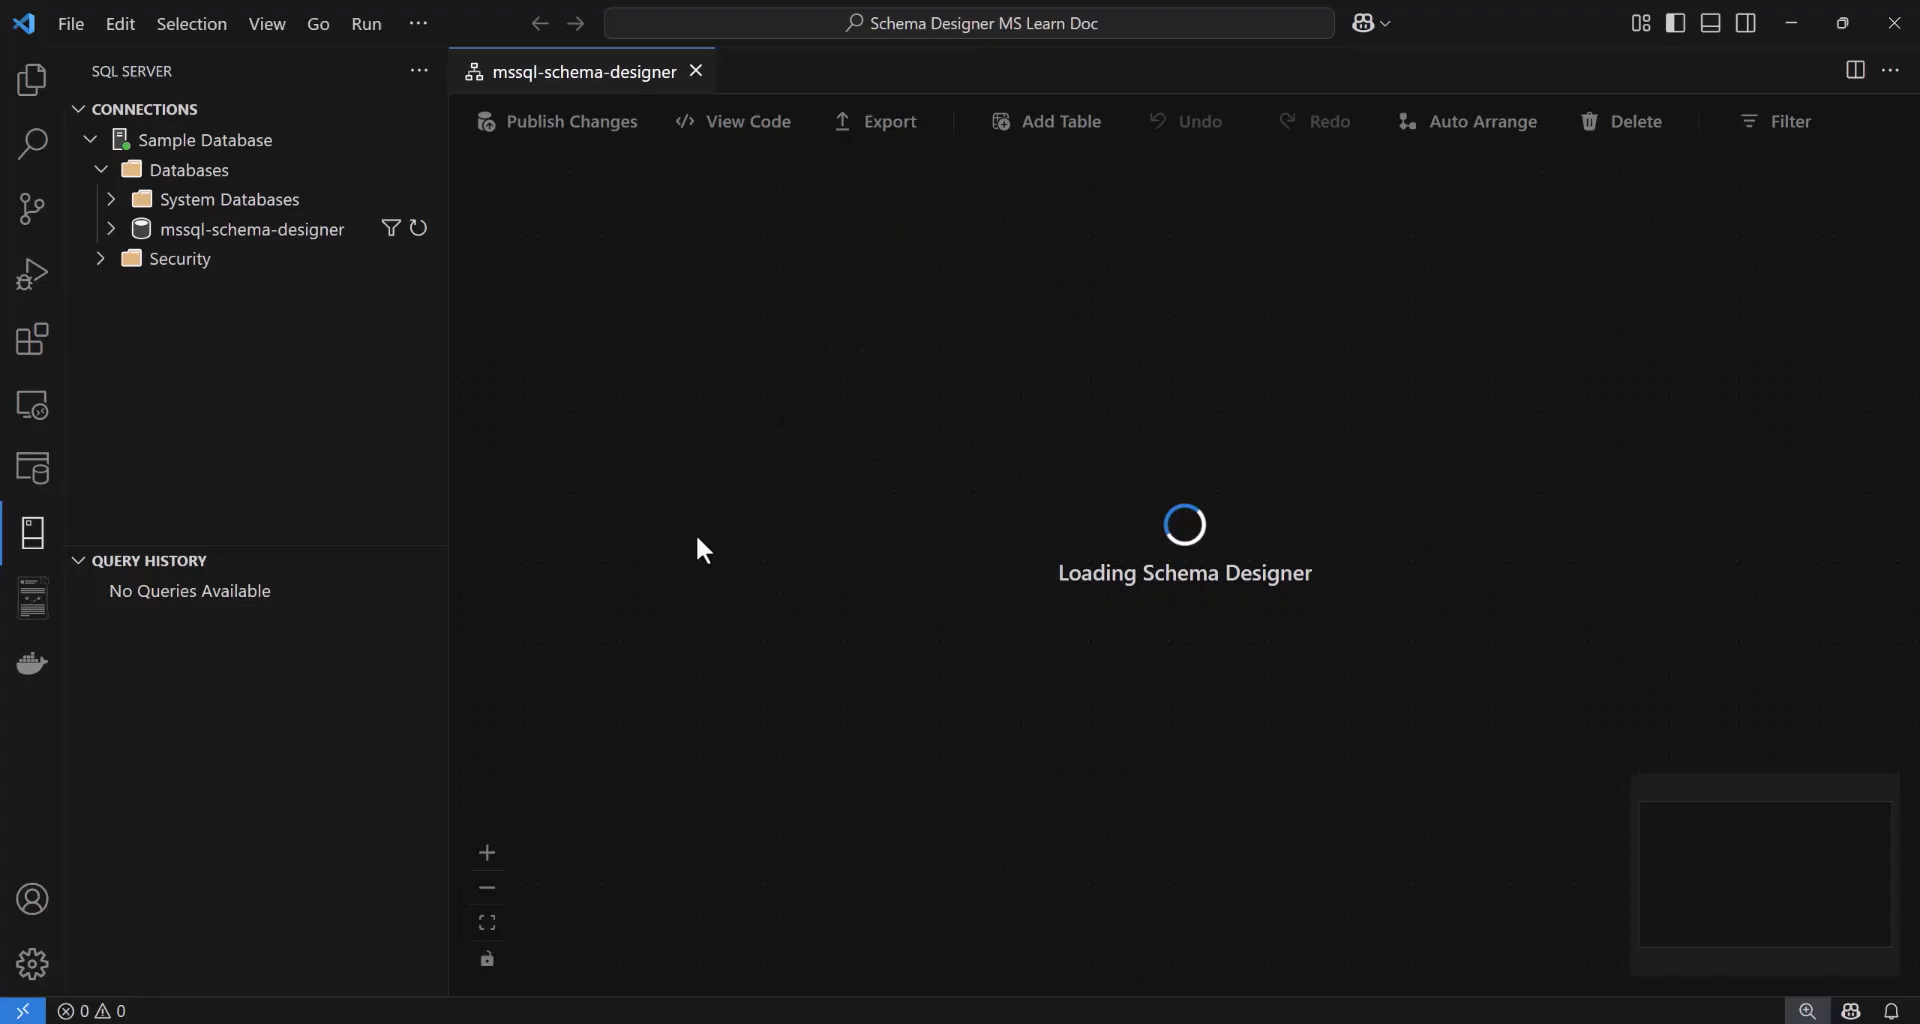 File Edit Selection View Go Run
Schema Designer MS Learn Doc
SQL SERVER
mssql-schema-designer
CONNECTIONS
Sample Database
Databases
System Databases
mssql-schema-designer
Security
Publish Changes View Code Export Add Table Undo Redo Auto Arrange Delete Filter
Loading Schema Designer
QUERY HISTORY
No Queries Available
0 0